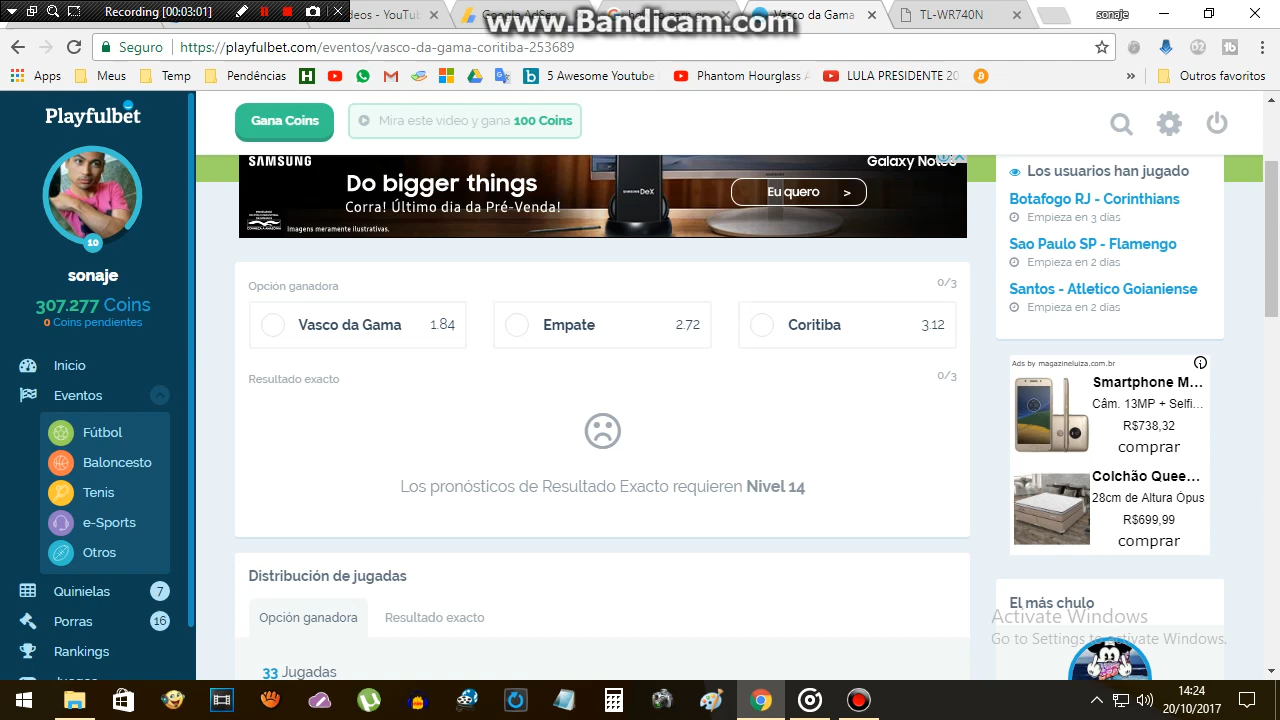 Recording [00:03:01]
www.Bandicam.com
deos - YouTu
Vasco da Gama
TL-WR740N
sonaje
Seguro
https://playfulbet.com/eventos/vasco-da-gama-coritiba-253689
Apps
Meus
Temp
Pendências
5 Awesome Youtube
Phantom Hourglass
LULA PRESIDENTE 20
Outros favoritos
Playfulbet
Gana Coins
Mira este video y gana 100 Coins
SAMSUNG
Galaxy Note8
Do bigger things
Corra! Último dia da Pré-Venda!
SAMSUNG DeX
Eu quero >
Imagens meramente ilustrativas.
10
sonaje
307.277 Coins
0 Coins pendientes
Inicio
Eventos
Fútbol
Baloncesto
Tenis
e-Sports
Otros
Quinielas 7
Porras 16
Rankings
Opción ganadora 0/3
Vasco da Gama 1.84
Empate 2.72
Coritiba 3.12
Resultado exacto 0/3
Los pronósticos de Resultado Exacto requieren Nivel 14
Distribución de jugadas
Opción ganadora
Resultado exacto
33 Jugadas
Los usuarios han jugado
Botafogo RJ - Corinthians
Empieza en 3 días
Sao Paulo SP - Flamengo
Empieza en 2 días
Santos - Atletico Goianiense
Empieza en 2 días
Ads by magazineluiza.com.br
Smartphone M...
Câm. 13MP + Selfi...
R$738,32
comprar
Colchão Quee...
28cm de Altura Ópus
R$699,99
comprar
El más chulo
Activate Windows
Go to Settings to activate Windows.
14:24
20/10/2017